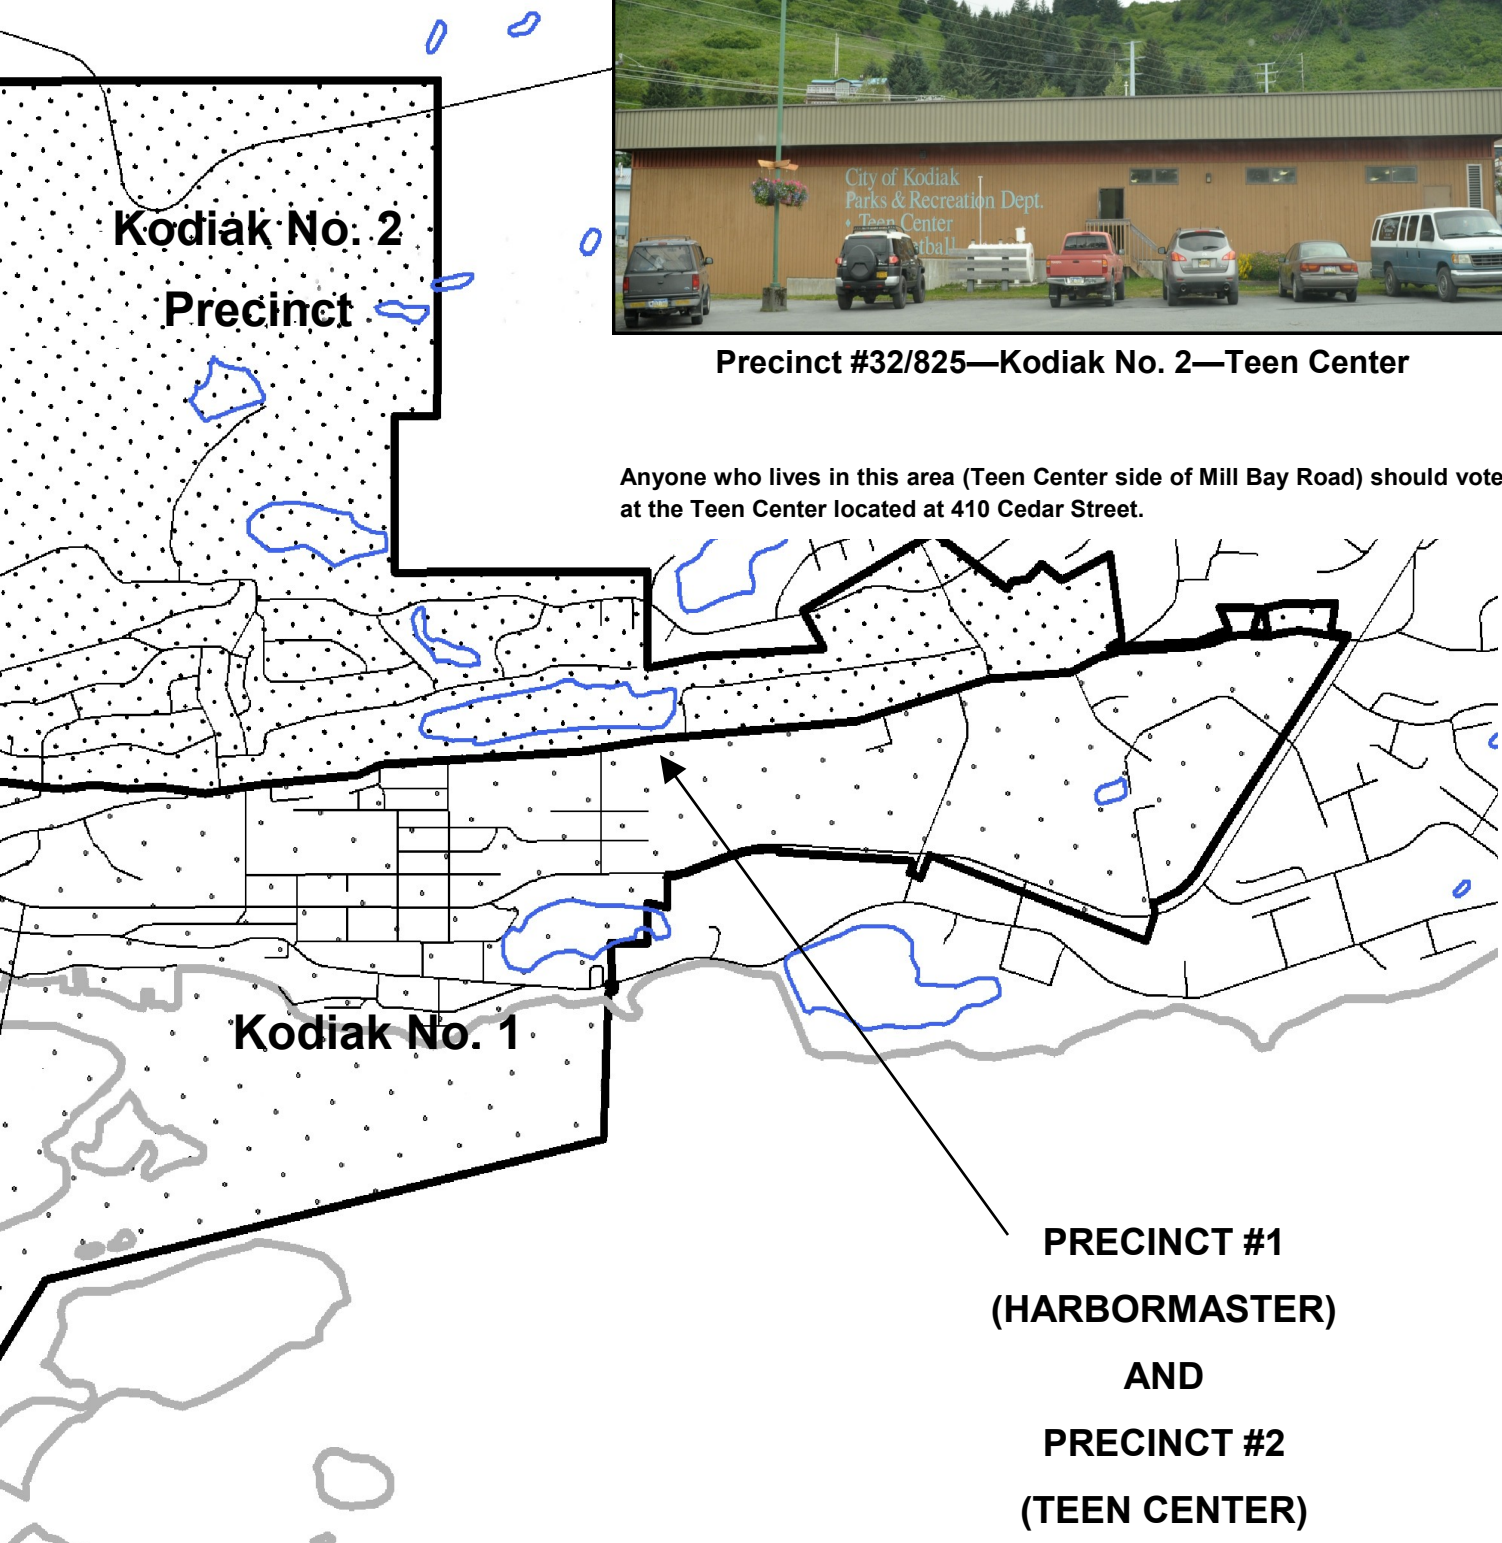 Kodiak No. 2
Precinct
City of Kodiak
Parks & Recreation Dept.
Teen Center
Precinct #32/825—Kodiak No. 2—Teen Center
Anyone who lives in this area (Teen Center side of Mill Bay Road) should vote
at the Teen Center located at 410 Cedar Street.
Kodiak No. 1
PRECINCT #1
(HARBORMASTER)
AND
PRECINCT #2
(TEEN CENTER)